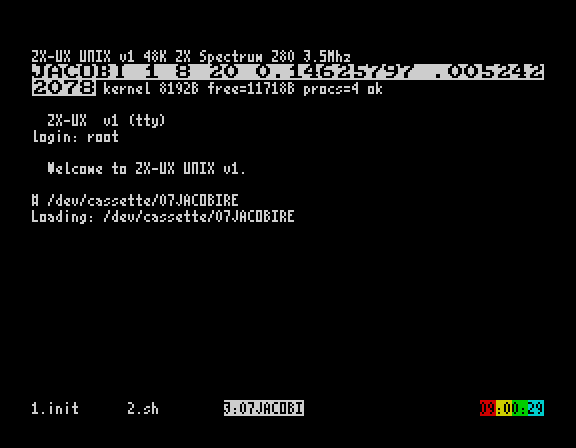 ZX-UX UNIX v1 48K ZX Spectrum Z80 3.5Mhz
JACOBI 1 8 20 0.14625797 .005242
2078 kernel 8192B free=11718B procs=4 ok
ZX-UX v1 (tty)
login: root
Welcome to ZX-UX UNIX v1.
# /dev/cassette/07JACOBIRE
Loading: /dev/cassette/07JACOBIRE
1.init 2.sh 3.07JACOBI 09:00:29